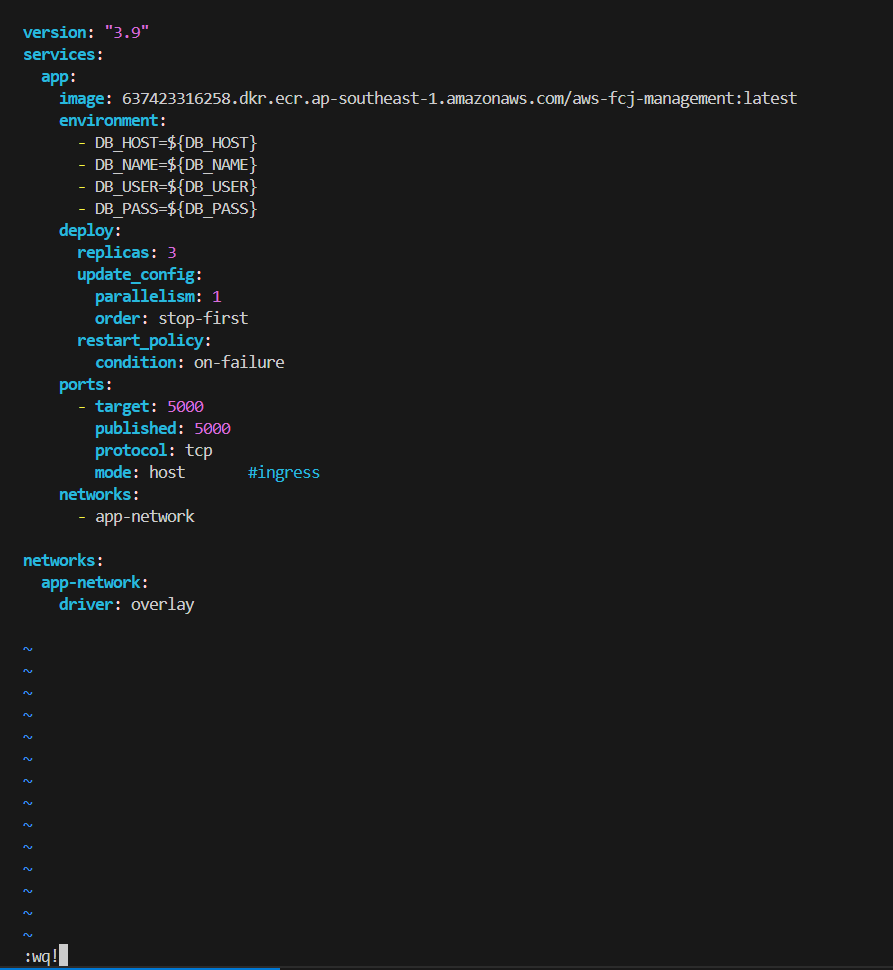 version: "3.9"
services:
  app:
    image: 637423316258.dkr.ecr.ap-southeast-1.amazonaws.com/aws-fcj-management:latest
    environment:
      - DB_HOST=${DB_HOST}
      - DB_NAME=${DB_NAME}
      - DB_USER=${DB_USER}
      - DB_PASS=${DB_PASS}
    deploy:
      replicas: 3
      update_config:
        parallelism: 1
        order: stop-first
      restart_policy:
        condition: on-failure
    ports:
      - target: 5000
        published: 5000
        protocol: tcp
        mode: host       #ingress
    networks:
      - app-network

networks:
  app-network:
    driver: overlay

~
~
~
~
~
~
~
~
~
~
~
~
~
~
:wq!